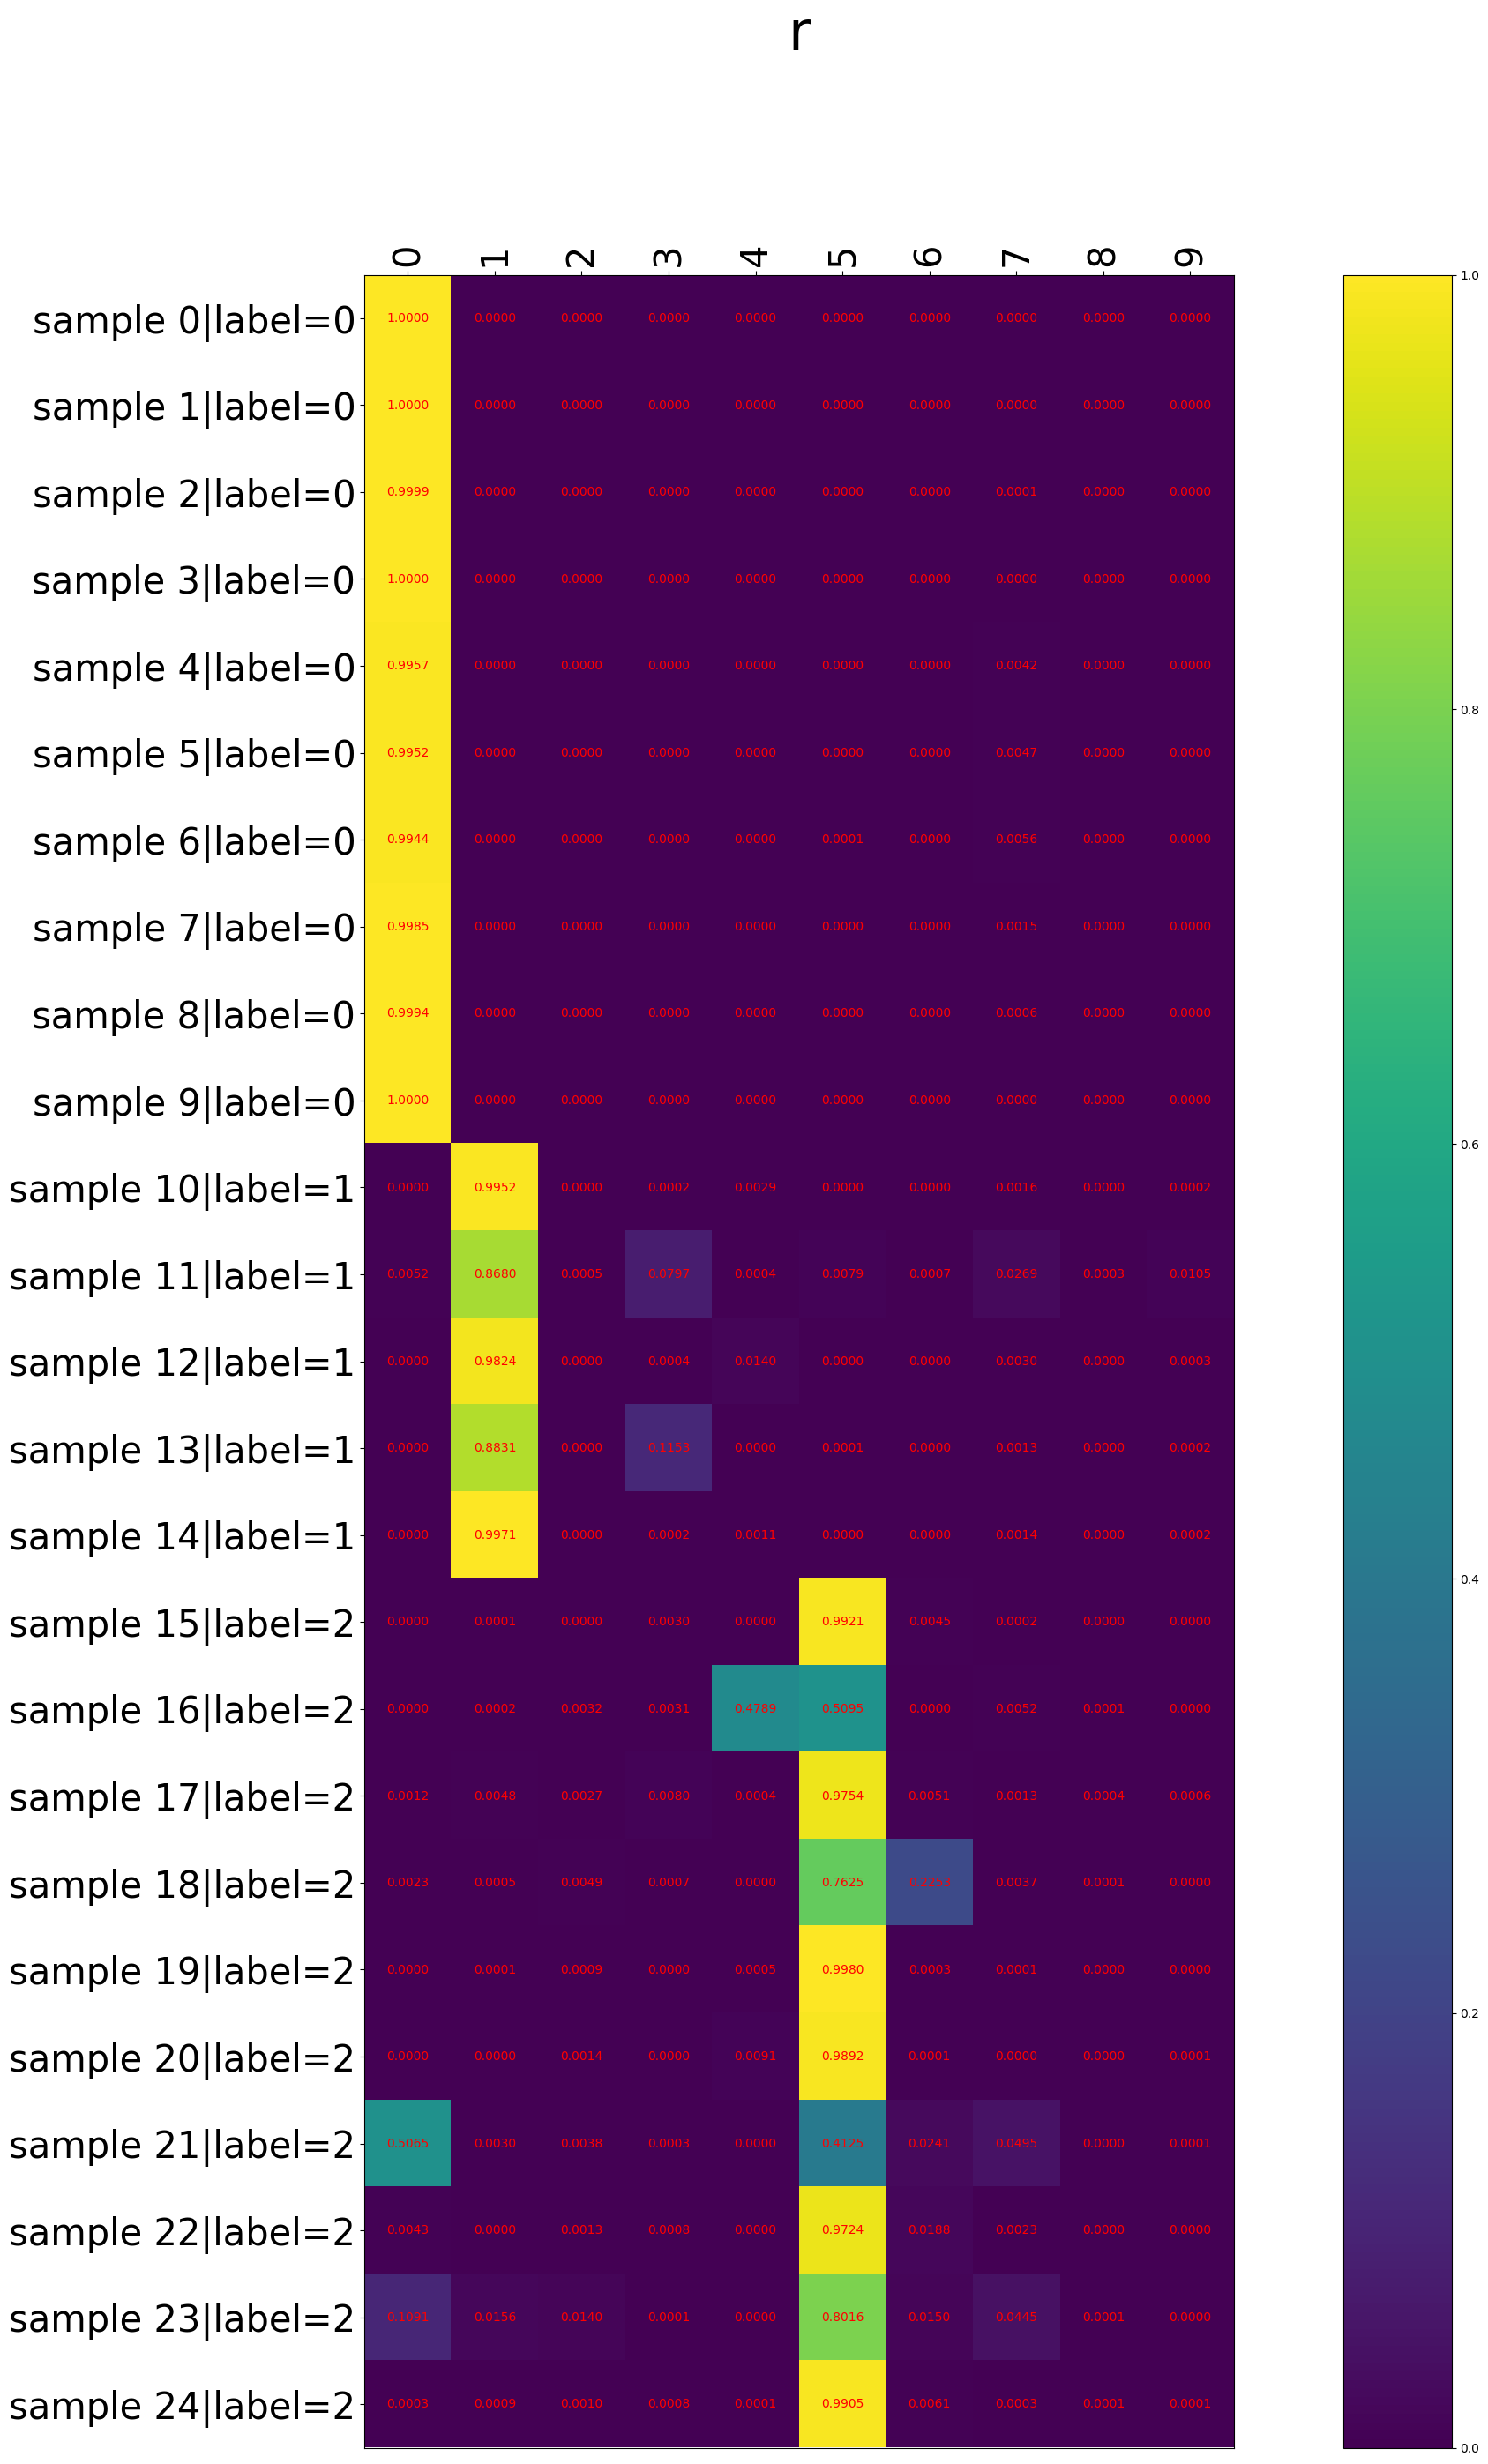 r
0 1 2 3 4 5 6 7 8 9
sample 0|label=0 1.0000 0.0000 0.0000 0.0000 0.0000 0.0000 0.0000 0.0000 0.0000 0.0000
sample 1|label=0 1.0000 0.0000 0.0000 0.0000 0.0000 0.0000 0.0000 0.0000 0.0000 0.0000
sample 2|label=0 0.9999 0.0000 0.0000 0.0000 0.0000 0.0000 0.0000 0.0001 0.0000 0.0000
sample 3|label=0 1.0000 0.0000 0.0000 0.0000 0.0000 0.0000 0.0000 0.0000 0.0000 0.0000
sample 4|label=0 0.9957 0.0000 0.0000 0.0000 0.0000 0.0000 0.0000 0.0042 0.0000 0.0000
sample 5|label=0 0.9952 0.0000 0.0000 0.0000 0.0000 0.0000 0.0000 0.0047 0.0000 0.0000
sample 6|label=0 0.9944 0.0000 0.0000 0.0000 0.0000 0.0001 0.0000 0.0056 0.0000 0.0000
sample 7|label=0 0.9985 0.0000 0.0000 0.0000 0.0000 0.0000 0.0000 0.0015 0.0000 0.0000
sample 8|label=0 0.9994 0.0000 0.0000 0.0000 0.0000 0.0000 0.0000 0.0006 0.0000 0.0000
sample 9|label=0 1.0000 0.0000 0.0000 0.0000 0.0000 0.0000 0.0000 0.0000 0.0000 0.0000
sample 10|label=1 0.0000 0.9952 0.0000 0.0002 0.0029 0.0000 0.0000 0.0016 0.0000 0.0002
sample 11|label=1 0.0052 0.8680 0.0005 0.0797 0.0004 0.0079 0.0007 0.0269 0.0003 0.0105
sample 12|label=1 0.0000 0.9824 0.0000 0.0004 0.0140 0.0000 0.0000 0.0030 0.0000 0.0003
sample 13|label=1 0.0000 0.8831 0.0000 0.1153 0.0000 0.0001 0.0000 0.0013 0.0000 0.0002
sample 14|label=1 0.0000 0.9971 0.0000 0.0002 0.0011 0.0000 0.0000 0.0014 0.0000 0.0002
sample 15|label=2 0.0000 0.0001 0.0000 0.0030 0.0000 0.9921 0.0045 0.0002 0.0000 0.0000
sample 16|label=2 0.0000 0.0002 0.0032 0.0031 0.4789 0.5095 0.0000 0.0052 0.0001 0.0000
sample 17|label=2 0.0012 0.0048 0.0027 0.0080 0.0004 0.9754 0.0051 0.0013 0.0004 0.0006
sample 18|label=2 0.0023 0.0005 0.0049 0.0007 0.0000 0.7625 0.0037 0.0001 0.0000
sample 19|label=2 0.0000 0.0001 0.0009 0.0000 0.0005 0.9980 0.0003 0.0001 0.0000 0.0000
sample 20|label=2 0.0000 0.0000 0.0014 0.0000 0.0091 0.9892 0.0001 0.0000 0.0000 0.0001
sample 21|label=2 0.5065 0.0030 0.0038 0.0003 0.0000 0.4125 0.0241 0.0495 0.0000 0.0001
sample 22|label=2 0.0043 0.0000 0.0013 0.0008 0.0000 0.9724 0.0188 0.0023 0.0000 0.0000
sample 23|label=2 0.1091 0.0156 0.0140 0.0001 0.0000 0.8016 0.0150 0.0445 0.0001 0.0000
sample 24|label=2 0.0003 0.0009 0.0010 0.0008 0.0001 0.9905 0.0061 0.0003 0.0001 0.0001
1.0
0.8
0.6
0.4
0.2
0.0